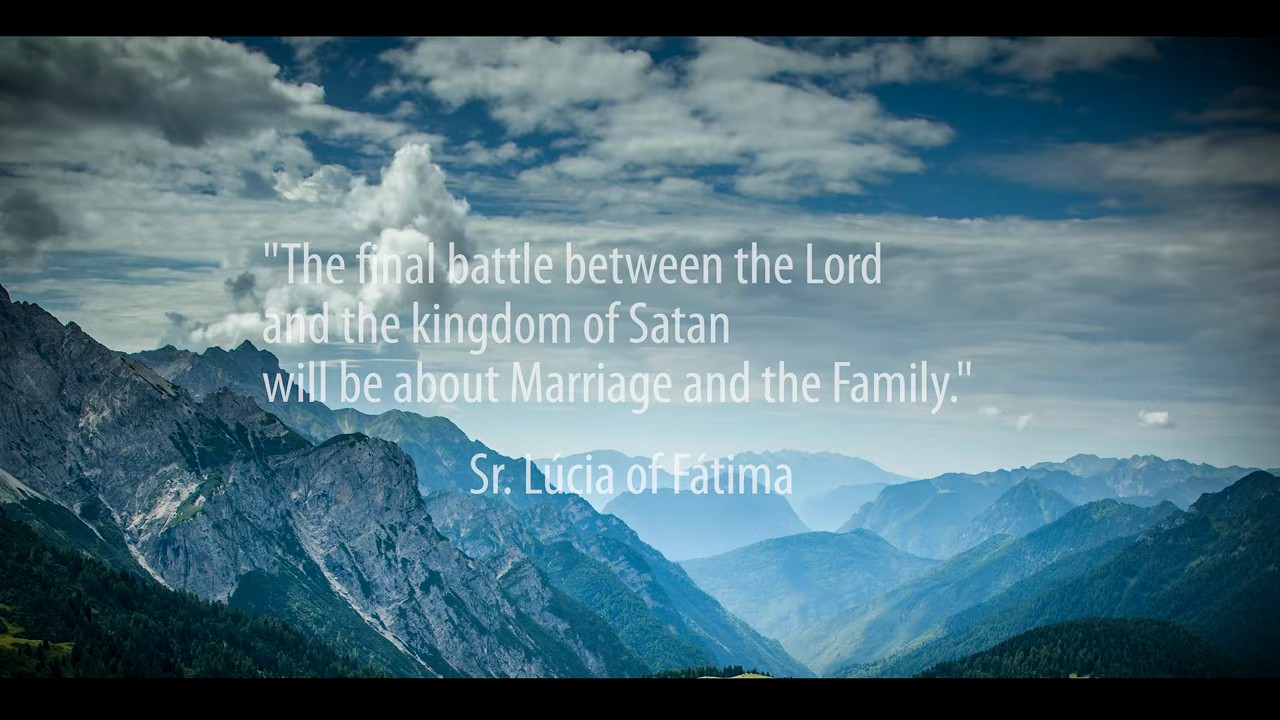 "The final battle between the Lord
and the kingdom of Satan
will be about Marriage and the Family."
Sr. Lúcia of Fátima